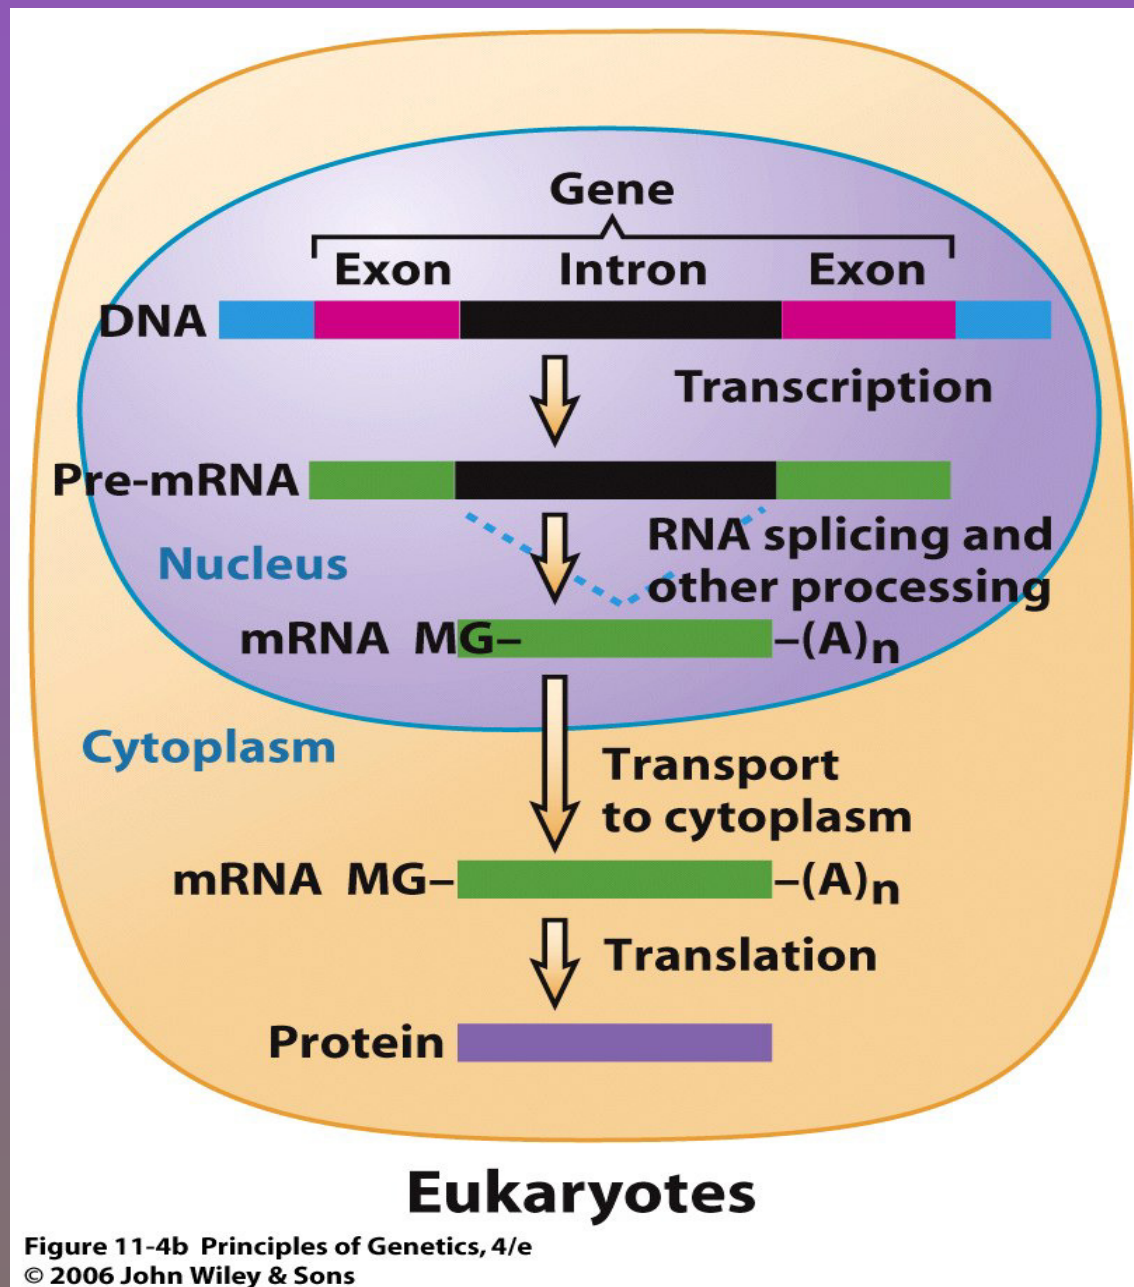 Gene
Exon Intron Exon
DNA
Transcription
Pre-mRNA
RNA splicing and
other processing
Nucleus
mRNA MG– –(A)n
Cytoplasm
Transport
to cytoplasm
mRNA MG– –(A)n
Translation
Protein
Eukaryotes
Figure 11-4b Principles of Genetics, 4/e
© 2006 John Wiley & Sons